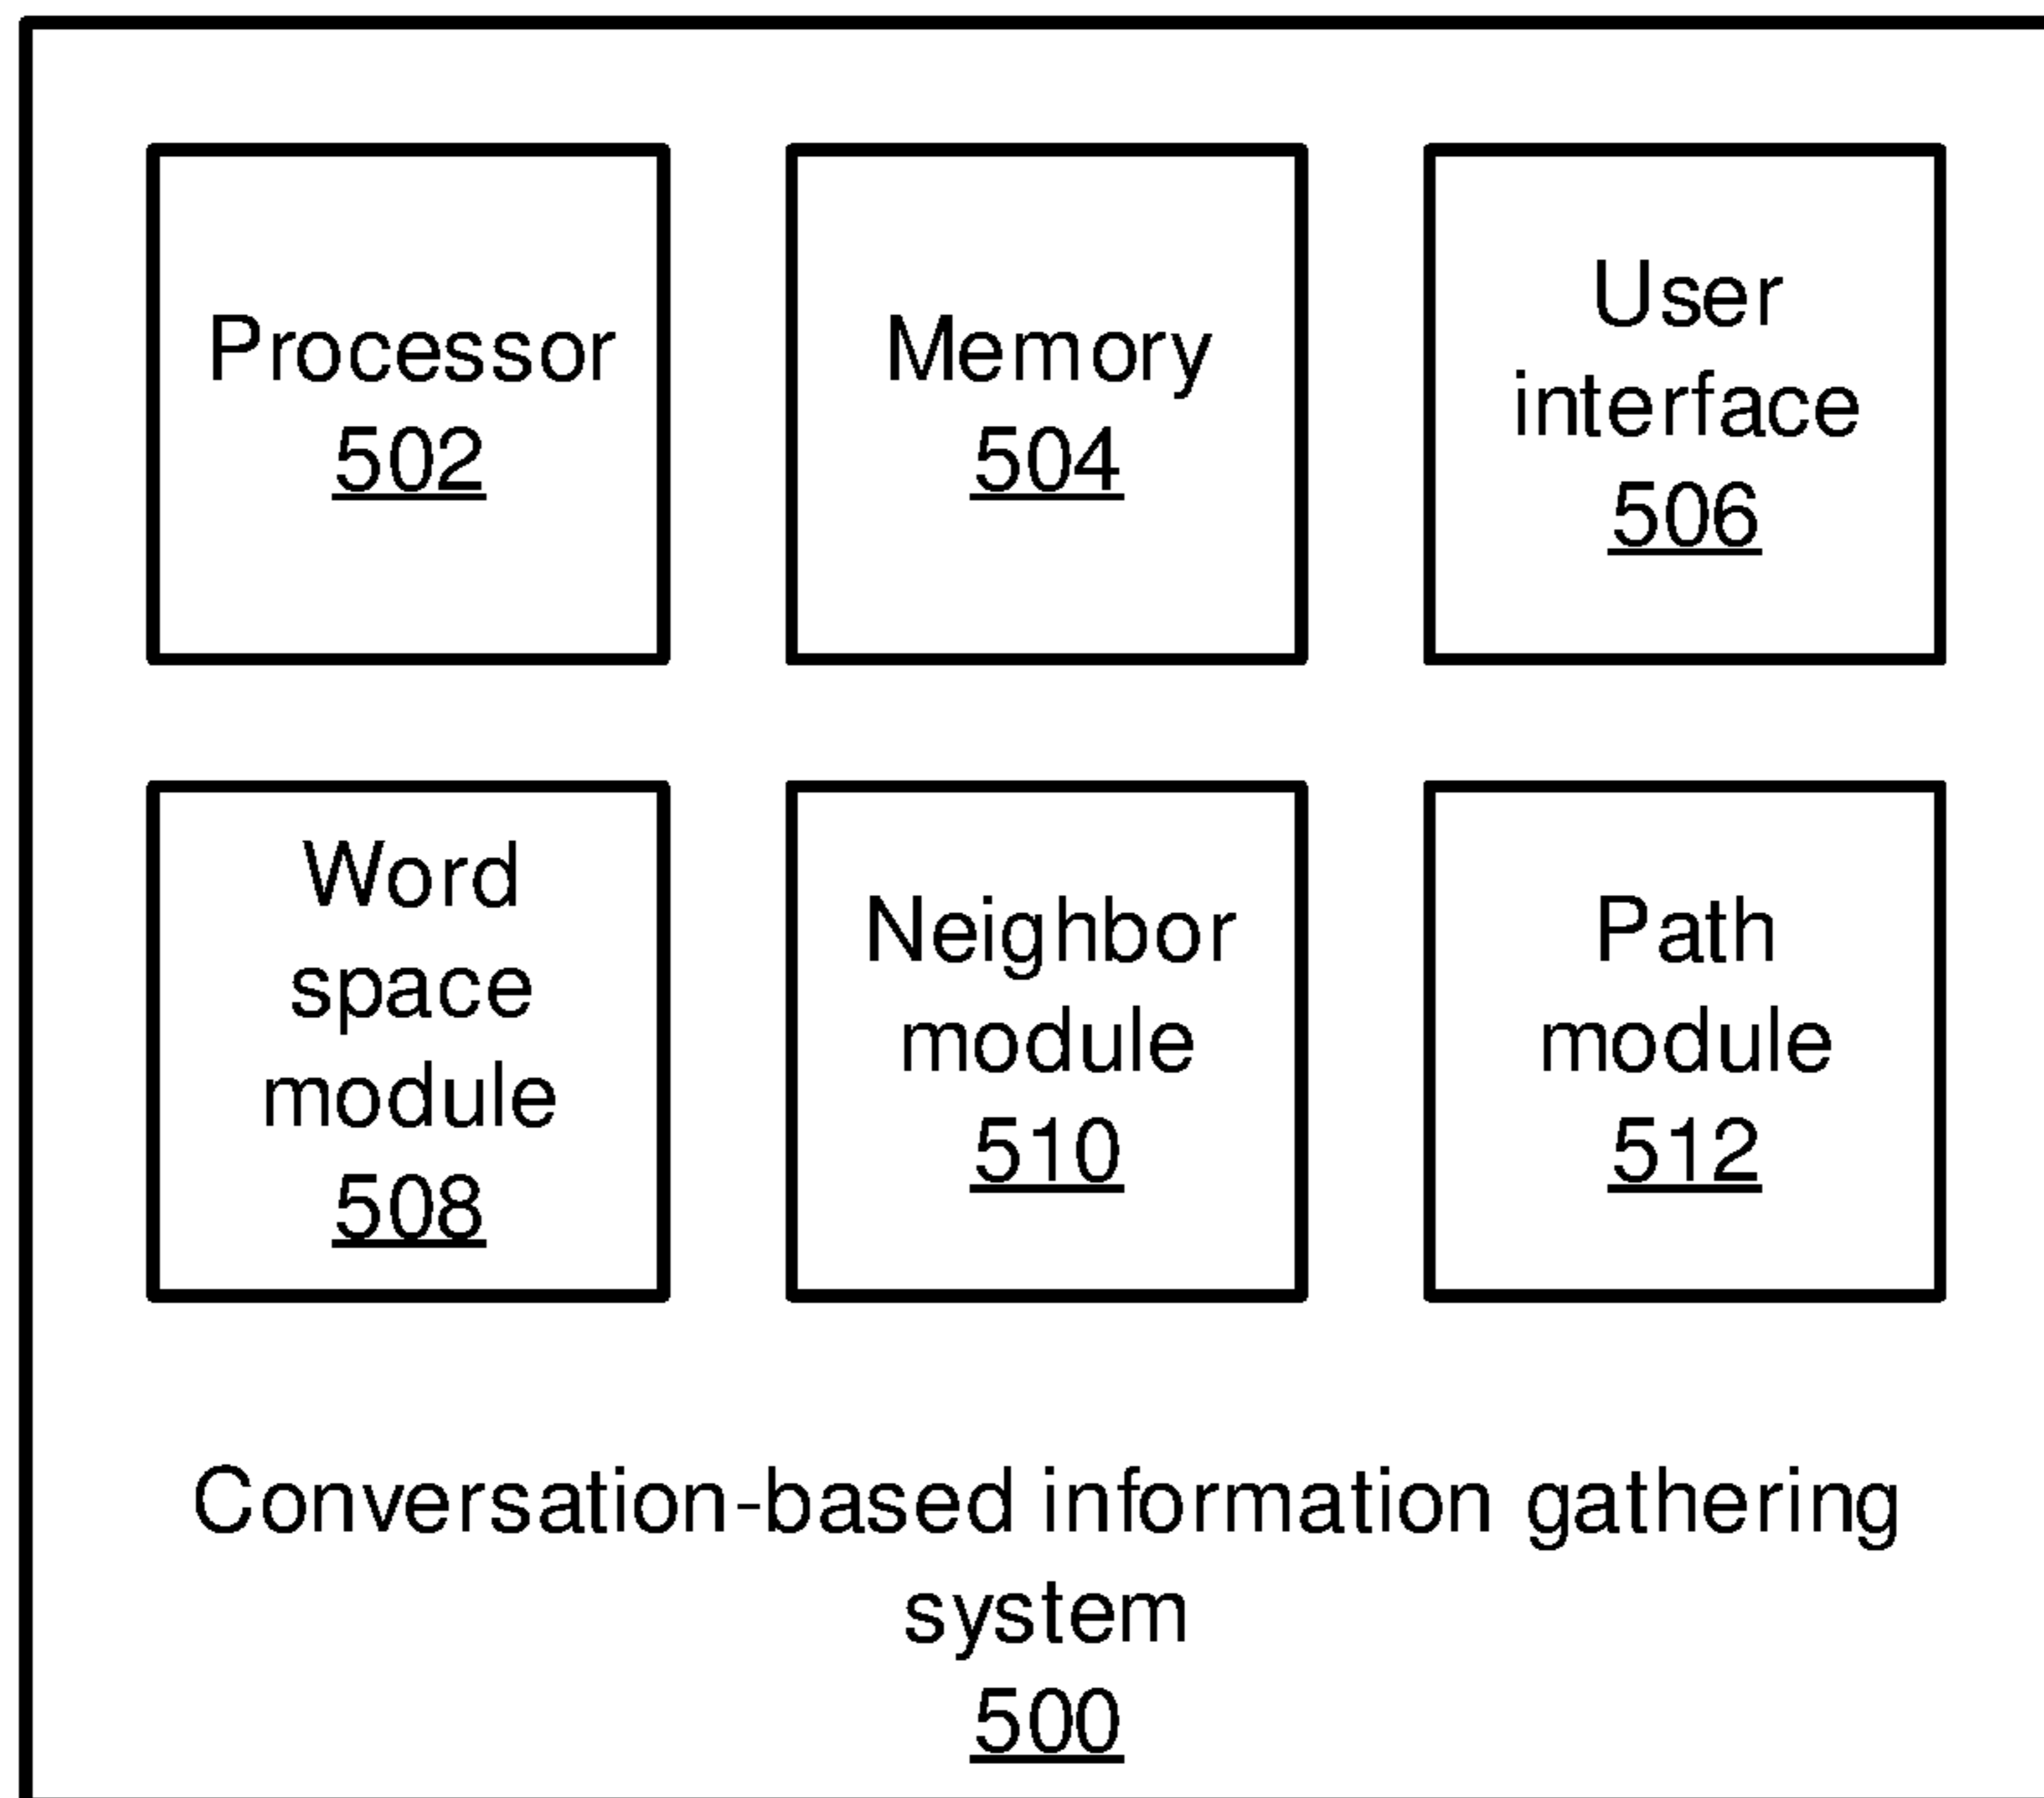 Processor
502
Memory
504
User
interface
506
Word
space
module
508
Neighbor
module
510
Path
module
512
Conversation-based information gathering
system
500